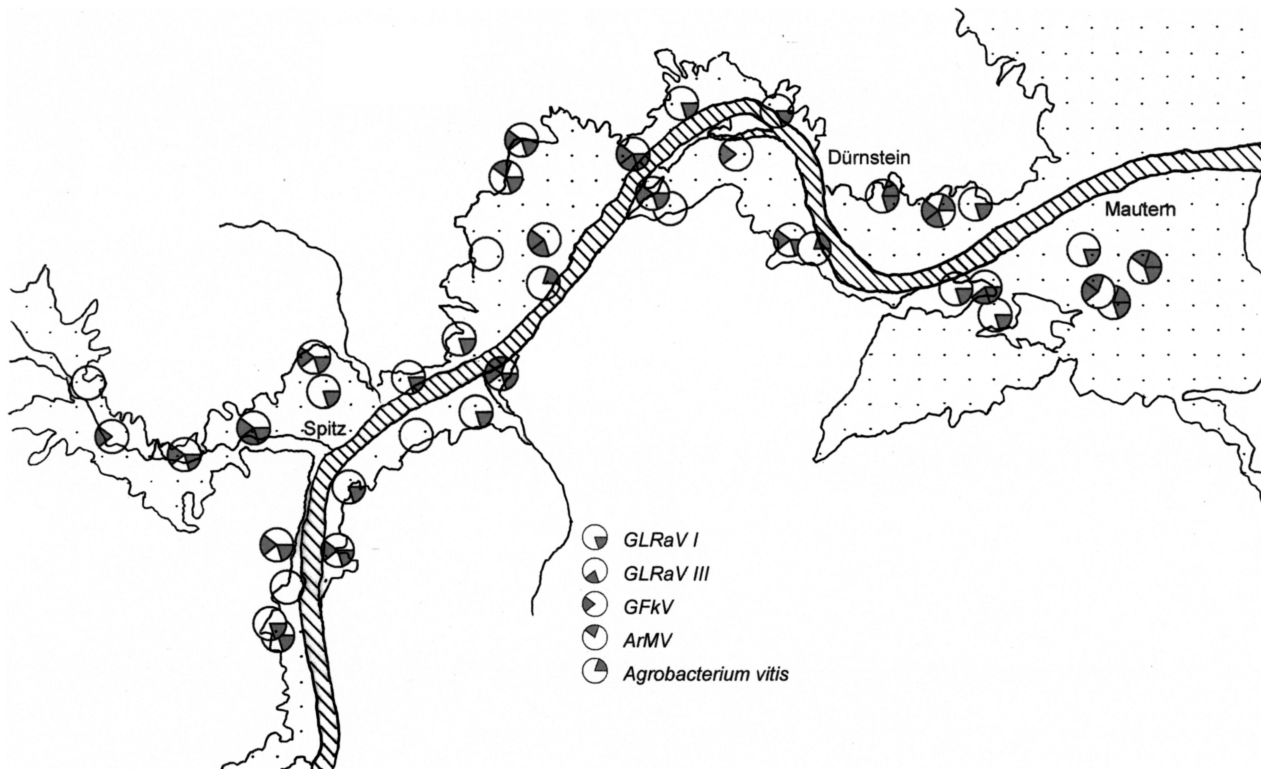 Dürnstein
Mautern
Spitz
GLRaV I
GLRaV III
GFkV
ArMV
Agrobacterium vitis